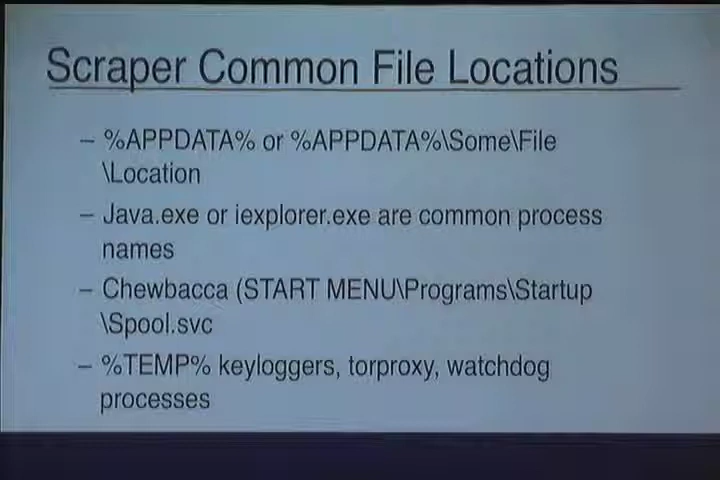 Scraper Common File Locations
– %APPDATA% or %APPDATA%\Some\File
\Location
– Java.exe or iexplorer.exe are common process
names
– Chewbacca (START MENU\Programs\Startup
\Spool.svc
– %TEMP% keyloggers, torproxy, watchdog
processes